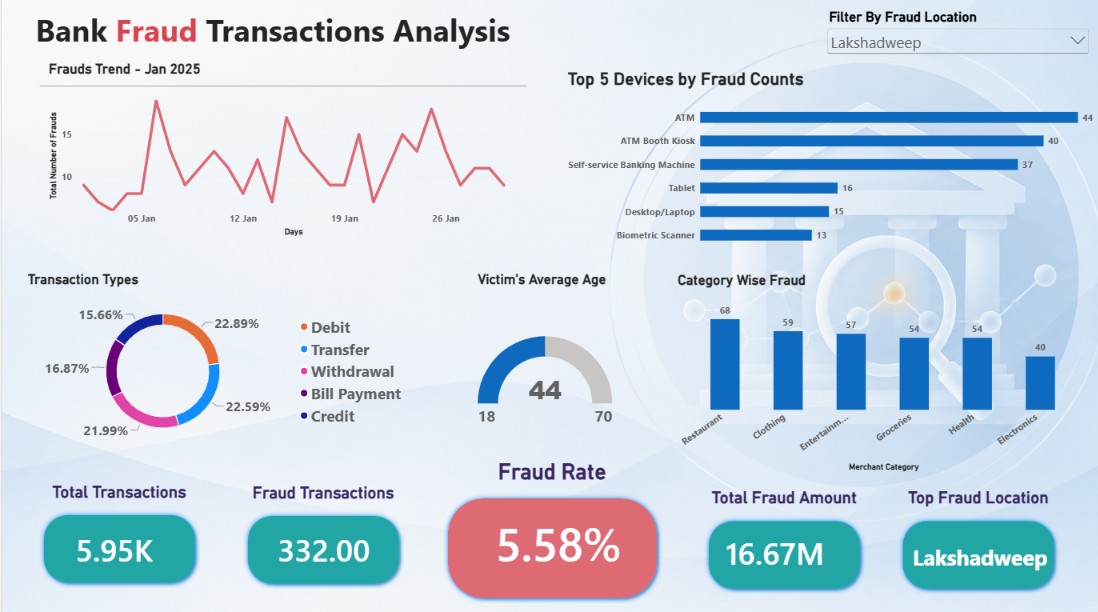 Bank Fraud Transactions Analysis
Filter By Fraud Location
Lakshadweep
Frauds Trend - Jan 2025
Total Number of Frauds
15
10
05 Jan
12 Jan
19 Jan
26 Jan
Days
Top 5 Devices by Fraud Counts
ATM 44
ATM Booth Kiosk 40
Self-service Banking Machine 37
Tablet 16
Desktop/Laptop 15
Biometric Scanner 13
Transaction Types
15.66%
22.89%
16.87%
22.59%
21.99%
Debit
Transfer
Withdrawal
Bill Payment
Credit
Victim's Average Age
44
18
70
Category Wise Fraud
68
59
57
54
54
40
Restaurant
Clothing
Entertainm...
Groceries
Health
Electronics
Merchant Category
Total Transactions
5.95K
Fraud Transactions
332.00
Fraud Rate
5.58%
Total Fraud Amount
16.67M
Top Fraud Location
Lakshadweep